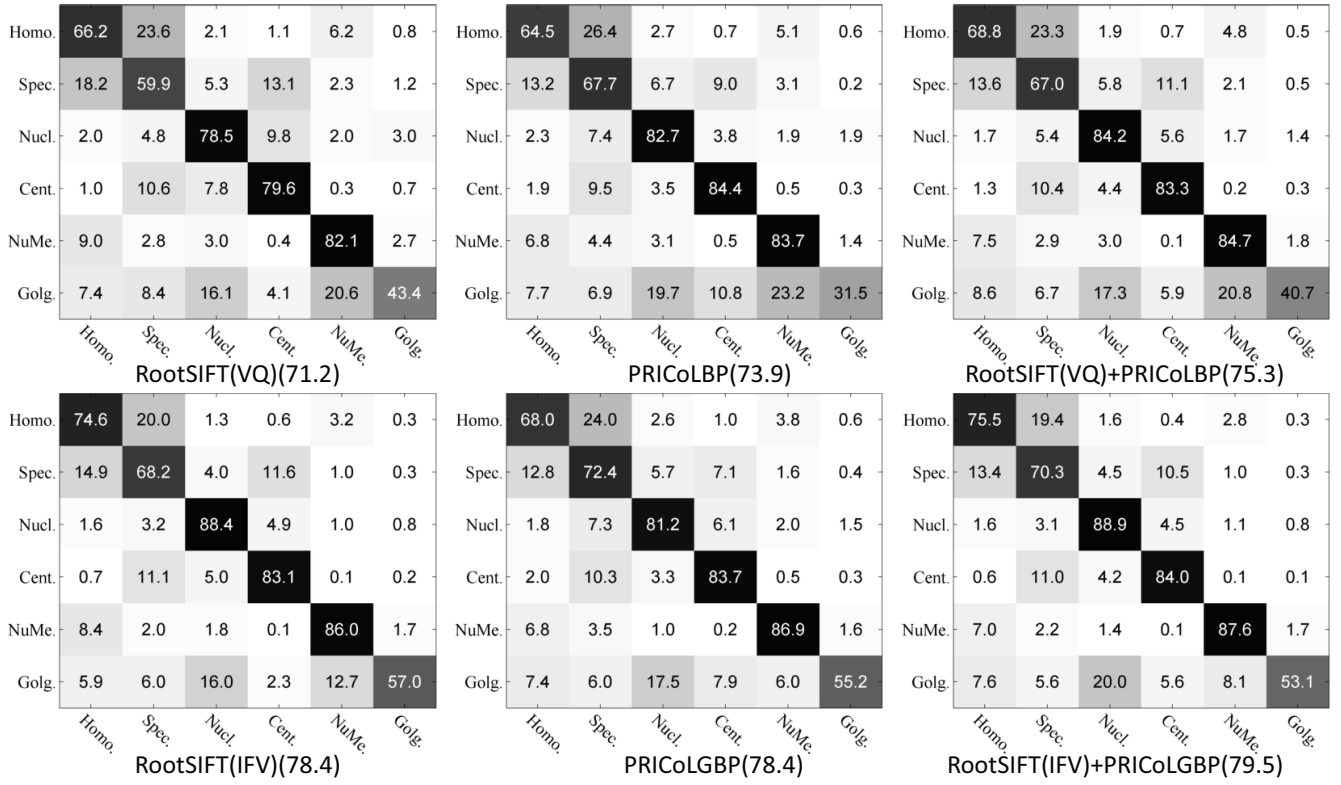 Homo. 66.2 23.6 2.1 1.1 6.2 0.8
Spec. 18.2 59.9 5.3 13.1 2.3 1.2
Nucl. 2.0 4.8 78.5 9.8 2.0 3.0
Cent. 1.0 10.6 7.8 79.6 0.3 0.7
NuMe. 9.0 2.8 3.0 0.4 82.1 2.7
Golg. 7.4 8.4 16.1 4.1 20.6 43.4
Homo. Spec. Nucl. Cent. NuMe. Golg.
RootSIFT(VQ)(71.2)
Homo. 64.5 26.4 2.7 0.7 5.1 0.6
Spec. 13.2 67.7 6.7 9.0 3.1 0.2
Nucl. 2.3 7.4 82.7 3.8 1.9 1.9
Cent. 1.9 9.5 3.5 84.4 0.5 0.3
NuMe. 6.8 4.4 3.1 0.5 83.7 1.4
Golg. 7.7 6.9 19.7 10.8 23.2 31.5
Homo. Spec. Nucl. Cent. NuMe. Golg.
PRICoLBP(73.9)
Homo. 68.8 23.3 1.9 0.7 4.8 0.5
Spec. 13.6 67.0 5.8 11.1 2.1 0.5
Nucl. 1.7 5.4 84.2 5.6 1.7 1.4
Cent. 1.3 10.4 4.4 83.3 0.2 0.3
NuMe. 7.5 2.9 3.0 0.1 84.7 1.8
Golg. 8.6 6.7 17.3 5.9 20.8 40.7
Homo. Spec. Nucl. Cent. NuMe. Golg.
RootSIFT(VQ)+PRICoLBP(75.3)
Homo. 74.6 20.0 1.3 0.6 3.2 0.3
Spec. 14.9 68.2 4.0 11.6 1.0 0.3
Nucl. 1.6 3.2 88.4 4.9 1.0 0.8
Cent. 0.7 11.1 5.0 83.1 0.1 0.2
NuMe. 8.4 2.0 1.8 0.1 86.0 1.7
Golg. 5.9 6.0 16.0 2.3 12.7 57.0
Homo. Spec. Nucl. Cent. NuMe. Golg.
RootSIFT(IFV)(78.4)
Homo. 68.0 24.0 2.6 1.0 3.8 0.6
Spec. 12.8 72.4 5.7 7.1 1.6 0.4
Nucl. 1.8 7.3 81.2 6.1 2.0 1.5
Cent. 2.0 10.3 3.3 83.7 0.5 0.3
NuMe. 6.8 3.5 1.0 0.2 86.9 1.6
Golg. 7.4 6.0 17.5 7.9 6.0 55.2
Homo. Spec. Nucl. Cent. NuMe. Golg.
PRICoLGBP(78.4)
Homo. 75.5 19.4 1.6 0.4 2.8 0.3
Spec. 13.4 70.3 4.5 10.5 1.0 0.3
Nucl. 1.6 3.1 88.9 4.5 1.1 0.8
Cent. 0.6 11.0 4.2 84.0 0.1 0.1
NuMe. 7.0 2.2 1.4 0.1 87.6 1.7
Golg. 7.6 5.6 20.0 5.6 8.1 53.1
Homo. Spec. Nucl. Cent. NuMe. Golg.
RootSIFT(IFV)+PRICoLGBP(79.5)